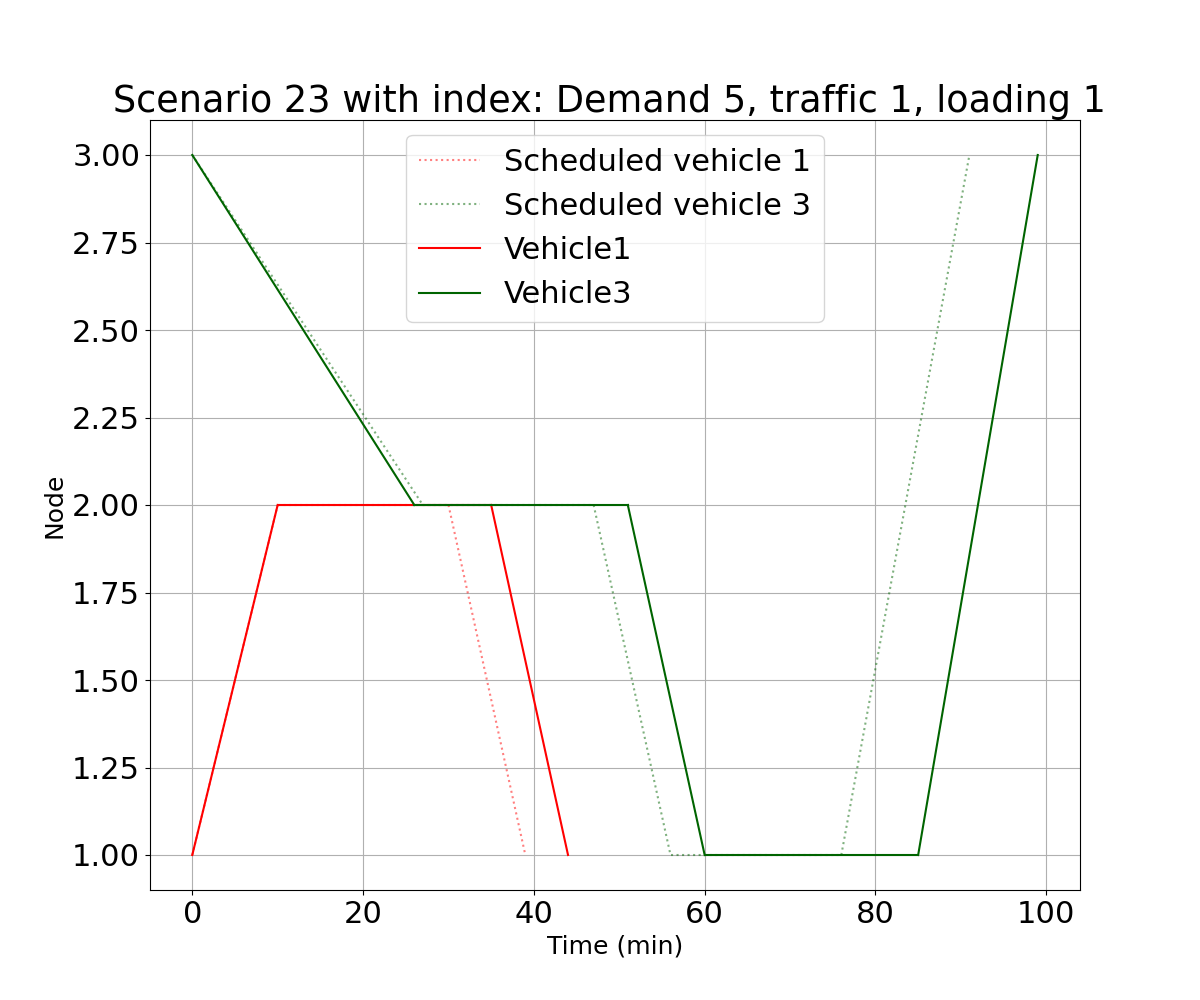 Scenario 23 with index: Demand 5, traffic 1, loading 1
Scheduled vehicle 1
Scheduled vehicle 3
Vehicle1
Vehicle3
3.00
2.75
2.50
2.25
2.00
1.75
1.50
1.25
1.00
Node
0 20 40 60 80 100
Time (min)